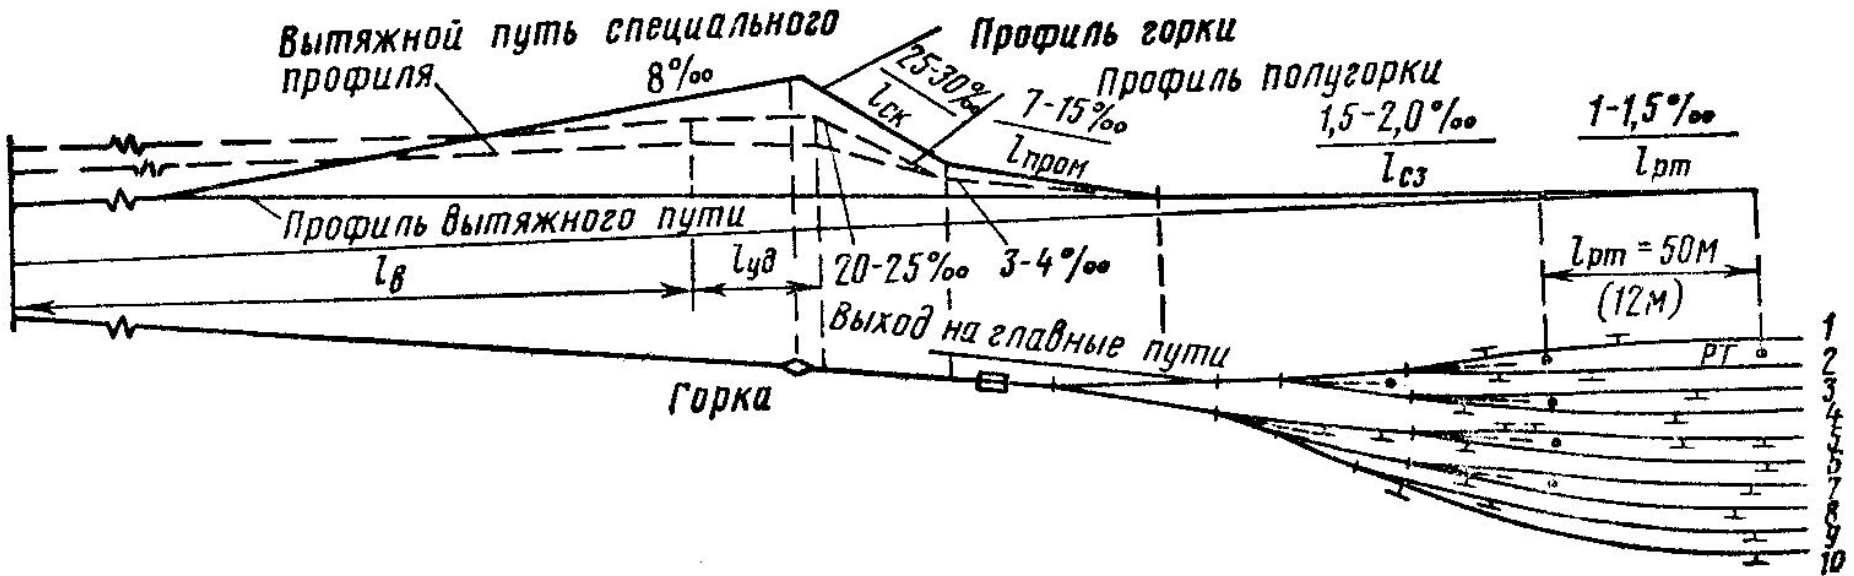 Вытяжной путь специального
профиля
8‰
Профиль горки
25-30‰
lск
Профиль полугорки
7-15‰
lпром
1,5-2,0‰
lсз
1-1,5‰
lрт
Профиль вытяжного пути
lв
lуд
20-25‰
3-4‰
lрт = 50м
(12м)
Выход на главные пути
Горка
РТ
1
2
3
4
5
6
7
8
9
10